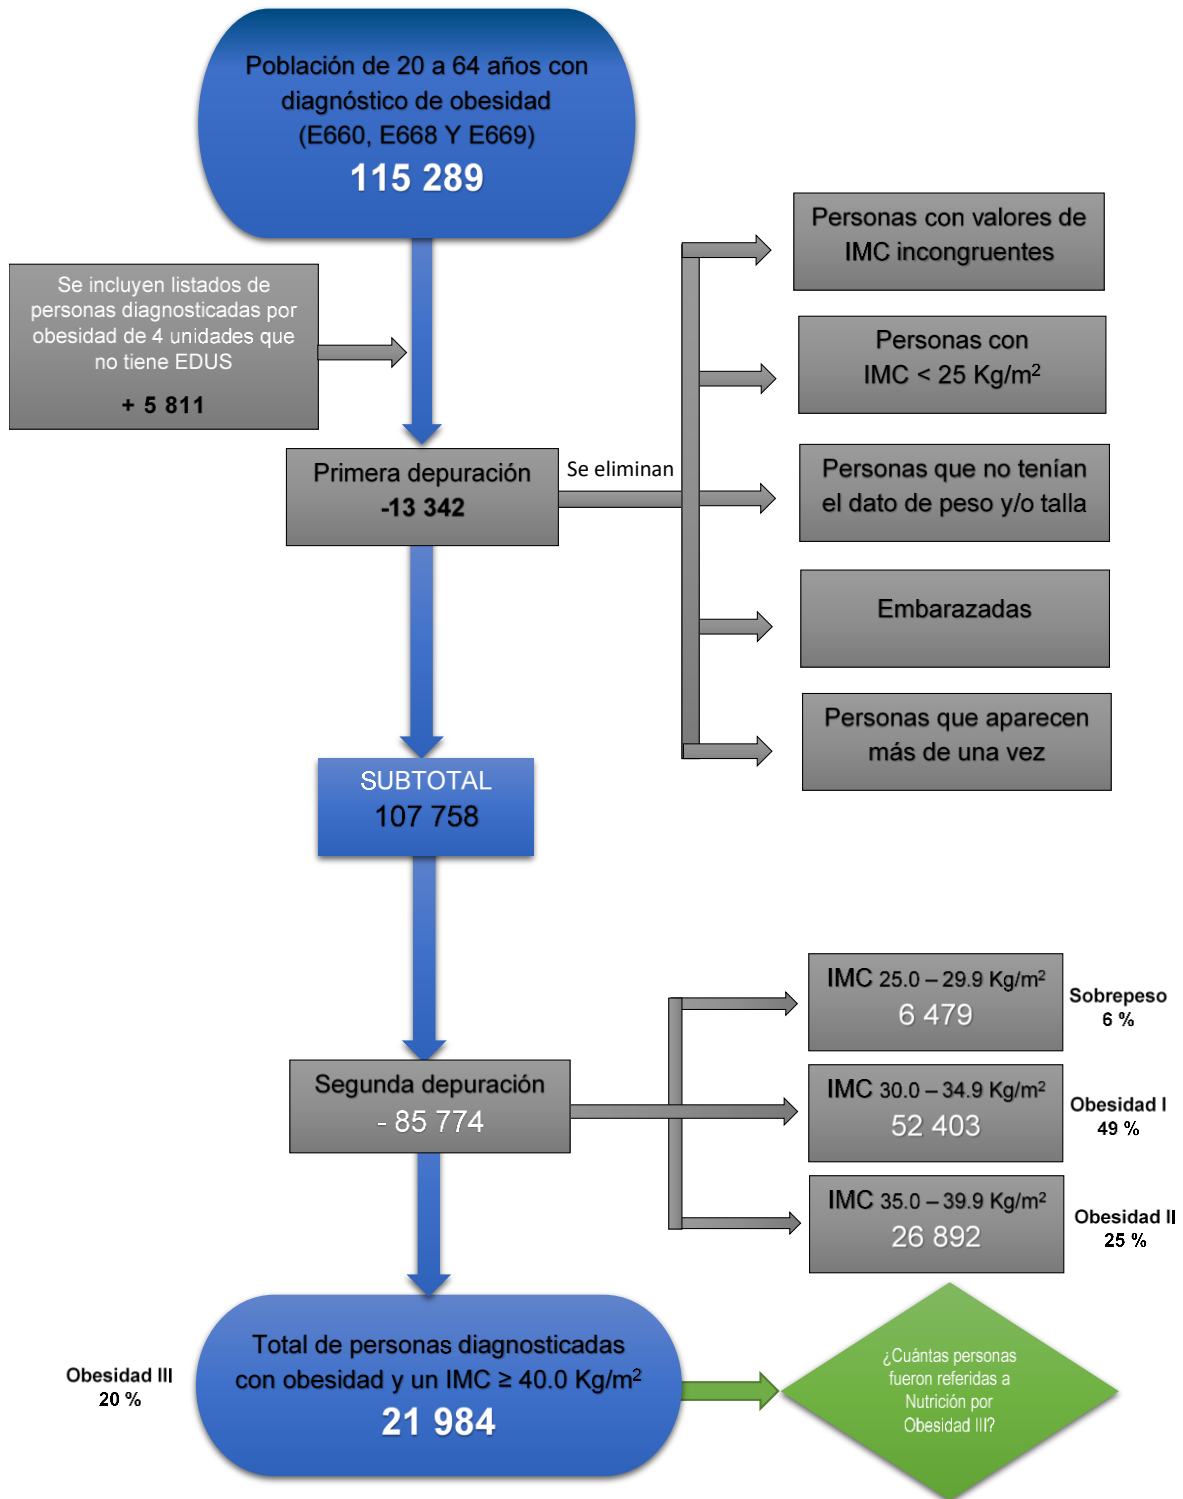 Población de 20 a 64 años con
diagnóstico de obesidad
(E660, E668 Y E669)
115 289
Se incluyen listados de
personas diagnosticadas por
obesidad de 4 unidades que
no tiene EDUS
+ 5 811
Primera depuración
-13 342
Se eliminan
Personas con valores de
IMC incongruentes
Personas con
IMC < 25 Kg/m²
Personas que no tenían
el dato de peso y/o talla
Embarazadas
Personas que aparecen
más de una vez
SUBTOTAL
107 758
Segunda depuración
- 85 774
IMC 25.0 – 29.9 Kg/m²
6 479
Sobrepeso
6 %
IMC 30.0 – 34.9 Kg/m²
52 403
Obesidad I
49 %
IMC 35.0 – 39.9 Kg/m²
26 892
Obesidad II
25 %
Obesidad III
20 %
Total de personas diagnosticadas
con obesidad y un IMC ≥ 40.0 Kg/m²
21 984
¿Cuántas personas
fueron referidas a
Nutrición por
Obesidad III?